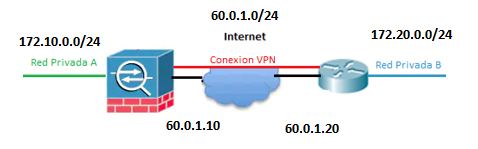 60.0.1.0/24
Internet
172.10.0.0/24
172.20.0.0/24
Red Privada A
Conexion VPN
Red Privada B
60.0.1.10
60.0.1.20